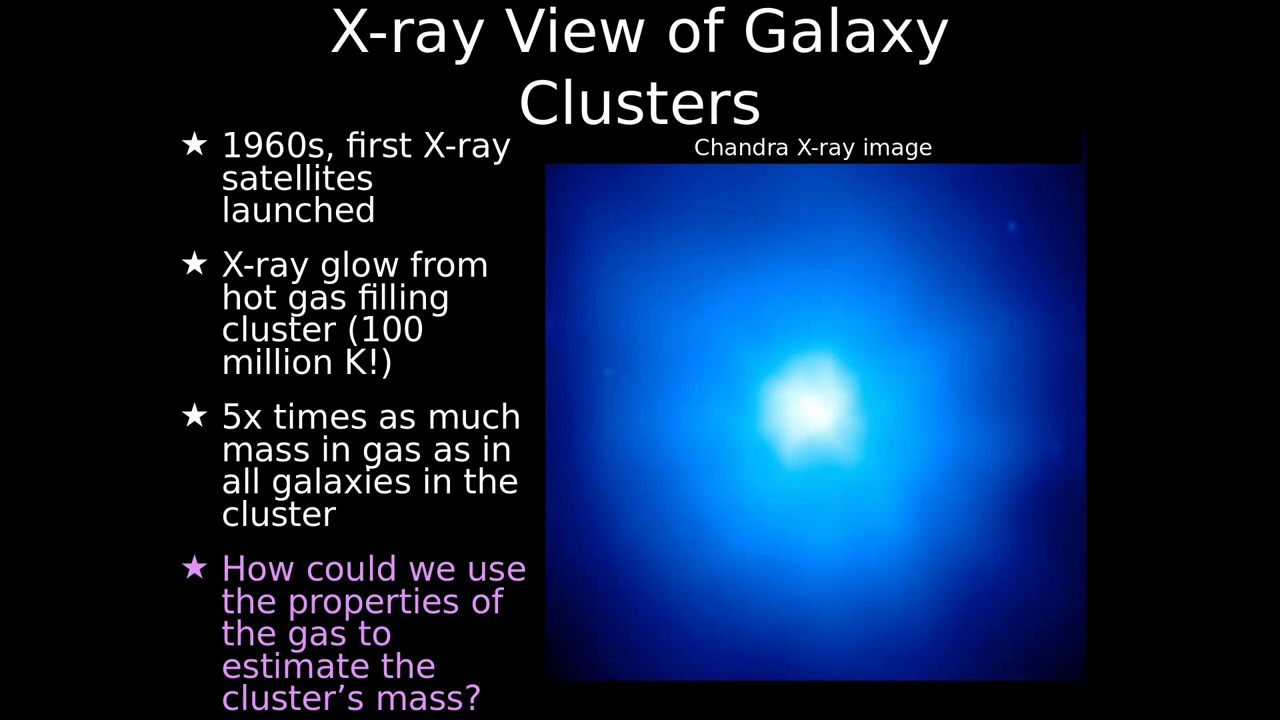 X-ray View of Galaxy
Clusters
★ 1960s, first X-ray
satellites
launched
★ X-ray glow from
hot gas filling
cluster (100
million K!)
★ 5x times as much
mass in gas as in
all galaxies in the
cluster
★ How could we use
the properties of
the gas to
estimate the
cluster’s mass?
Chandra X-ray image